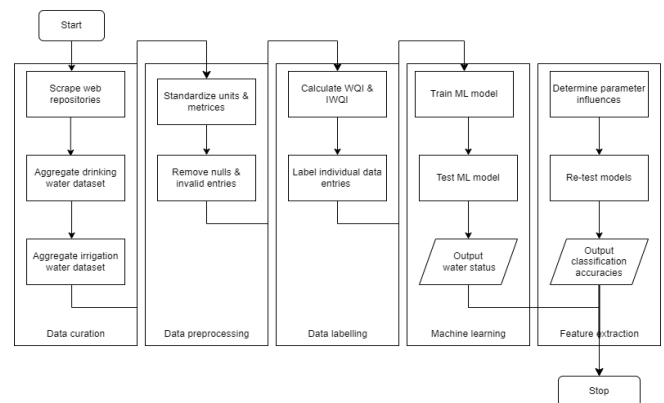 Start
Scrape web
repositories
Aggregate drinking
water dataset
Aggregate irrigation
water dataset
Data curation
Standardize units &
metrices
Remove nulls &
invalid entries
Data preprocessing
Calculate WQI &
IWQI
Label individual data
entries
Data labelling
Train ML model
Test ML model
Output
water status
Machine learning
Determine parameter
influences
Re-test models
Output
classification
accuracies
Feature extraction
Stop